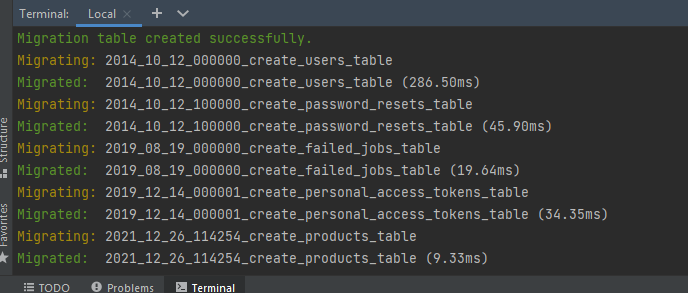 Terminal: Local × + ∨
Migration table created successfully.
Migrating: 2014_10_12_000000_create_users_table
Migrated:  2014_10_12_000000_create_users_table (286.50ms)
Migrating: 2014_10_12_100000_create_password_resets_table
Migrated:  2014_10_12_100000_create_password_resets_table (45.90ms)
Migrating: 2019_08_19_000000_create_failed_jobs_table
Migrated:  2019_08_19_000000_create_failed_jobs_table (19.64ms)
Migrating: 2019_12_14_000001_create_personal_access_tokens_table
Migrated:  2019_12_14_000001_create_personal_access_tokens_table (34.35ms)
Migrating: 2021_12_26_114254_create_products_table
Migrated:  2021_12_26_114254_create_products_table (9.33ms)
Structure
Favorites
TODO Problems Terminal